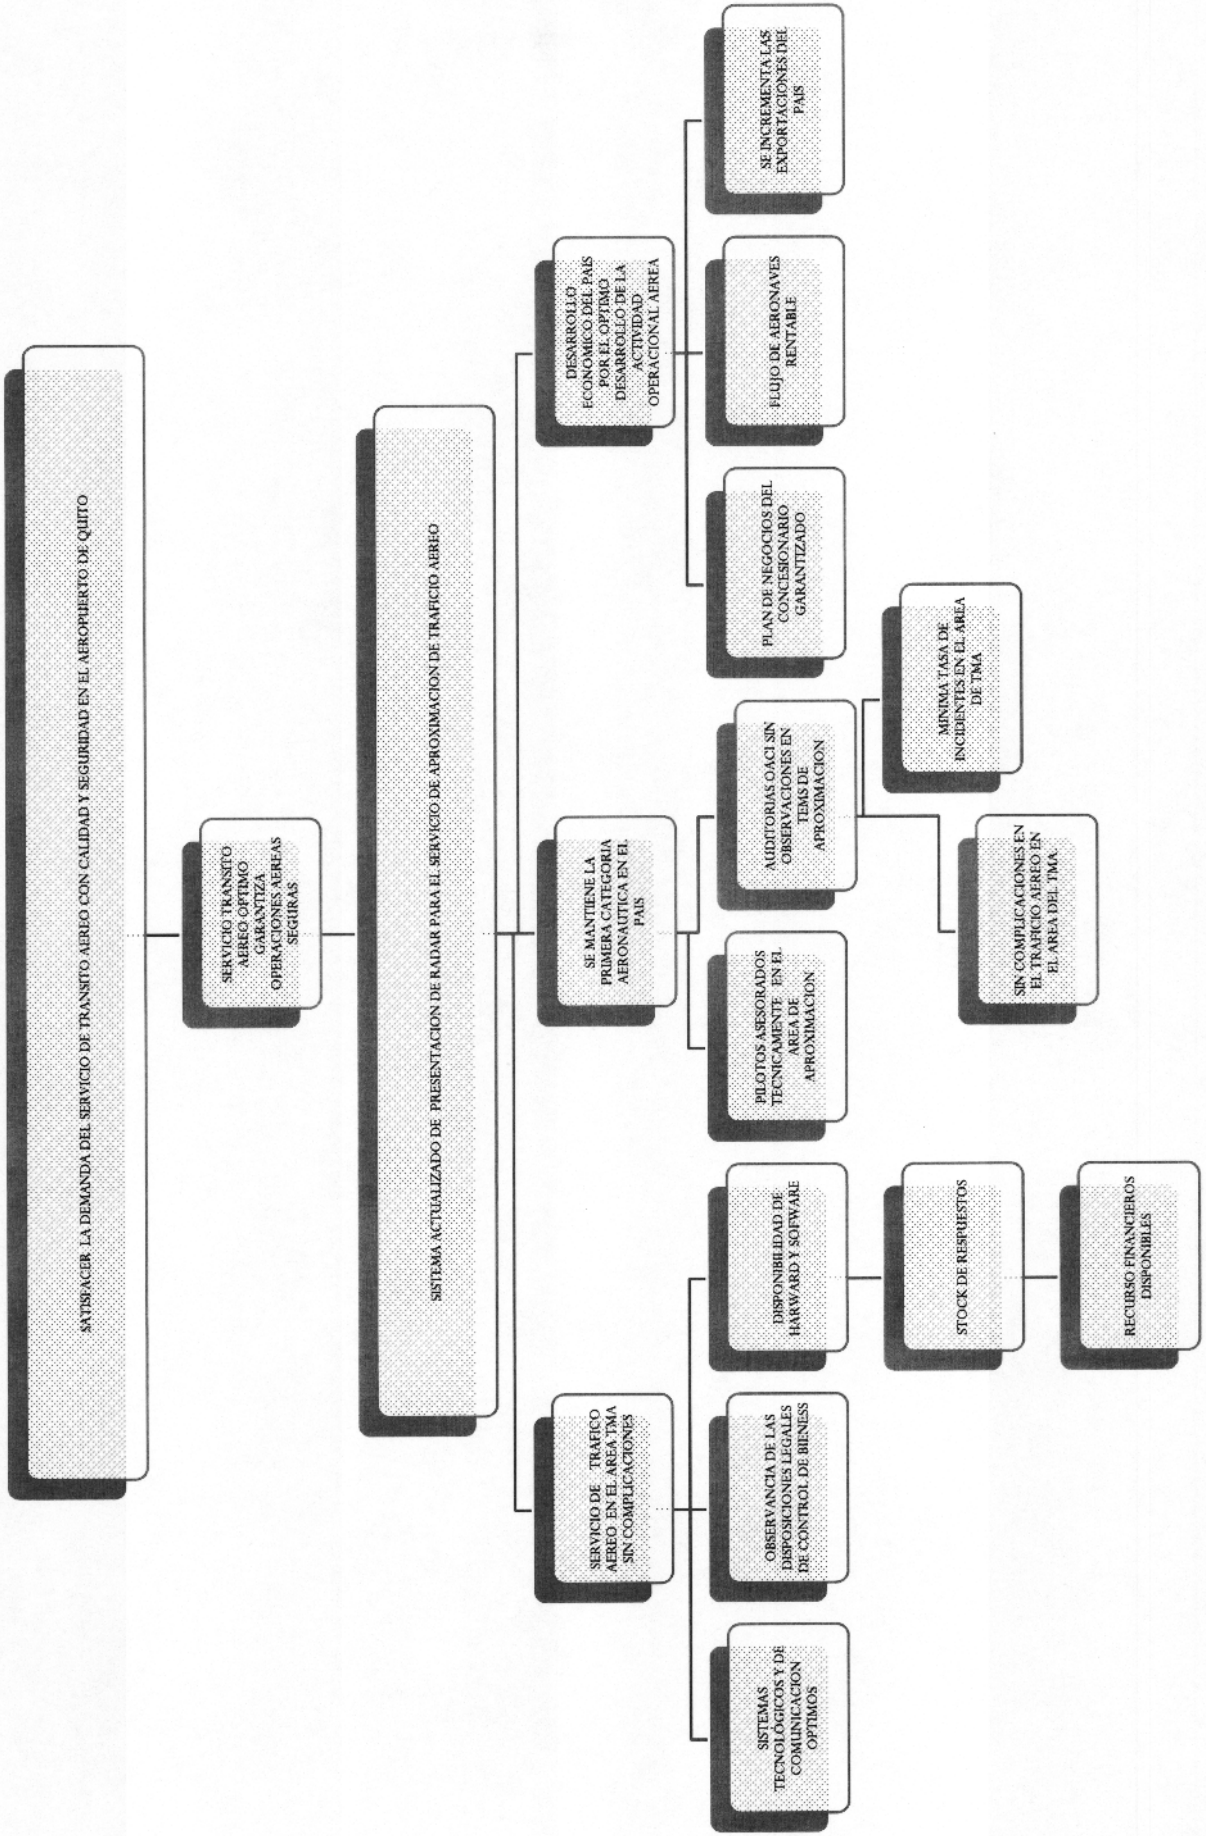 SATISFACER LA DEMANDA DEL SERVICIO DE TRANSITO AEREO CON CALIDAD Y SEGURIDAD EN EL AEROPUERTO DE QUITO
SERVICIO TRANSITO
AEREO OPTIMO
GARANTIZA
OPERACIONES AEREAS
SEGURAS
SISTEMA ACTUALIZADO DE PRESENTACION DE RADAR PARA EL SERVICIO DE APROXIMACION DE TRAFICIO AEREO
SERVICIO DE TRAFICO
AEREO EN EL AREA TMA
SIN COMPLICACIONES
SE MANTIENE LA
PRIMERA CATEGORIA
AERONAUTICA EN EL
PAIS
DESARROLLO
ECONOMICO DEL PAIS
POR EL OPTIMO
DESARROLLO DE LA
ACTIVIDAD
OPERACIONAL AEREA
SISTEMAS
TECNOLÓGICOS Y DE
COMUNICACION
OPTIMOS
OBSERVANCIA DE LAS
DISPOSICIONES LEGALES
DE CONTROL DE BIENESS
DISPONIBILIDAD DE
HARWARD Y SOFWARE
PILOTOS ASESORADOS
TECNICAMENTE EN EL
AREA DE
APROXIMACION
AUDITORIAS OACI SIN
OBSERVACIONES EN
TEMS DE
APROXIMACION
PLAN DE NEGOCIOS DEL
CONCESIONARIO
GARANTIZADO
FLUJO DE AERONAVES
RENTABLE
SE INCREMENTA LAS
EXPORTACIONES DEL
PAIS
STOCK DE RESPUESTOS
MINIMA TASA DE
INCIDENTES EN EL AREA
DE TMA
SIN COMPLICACIONES EN
EL TRAFICIO AEREO EN
EL AREA DEL TMA
RECURSO FINANCIEROS
DISPONIBLES